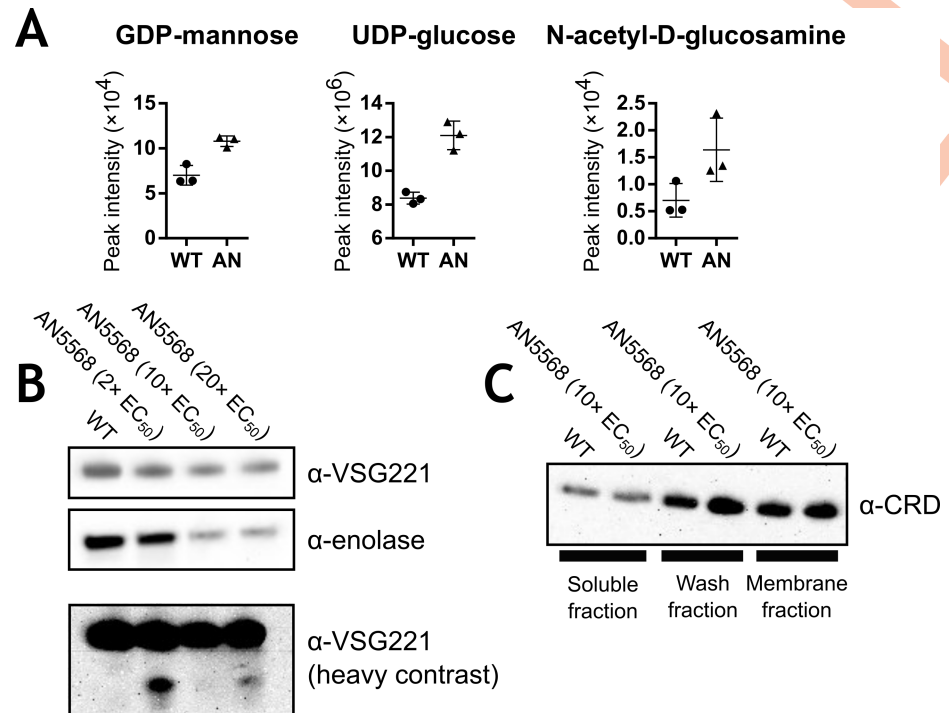 A
GDP-mannose
UDP-glucose
N-acetyl-D-glucosamine
Peak intensity (×10⁴)
15
10
5
0
WT AN
Peak intensity (×10⁶)
14
12
10
8
6
WT AN
Peak intensity (×10⁴)
2.5
2.0
1.5
1.0
0.5
0.0
WT AN
B
WT
AN5568 (2× EC₅₀)
AN5568 (10× EC₅₀)
AN5568 (20× EC₅₀)
α-VSG221
α-enolase
α-VSG221
(heavy contrast)
C
WT
AN5568 (10× EC₅₀)
WT
AN5568 (10× EC₅₀)
WT
AN5568 (10× EC₅₀)
α-CRD
Soluble
fraction
Wash
fraction
Membrane
fraction